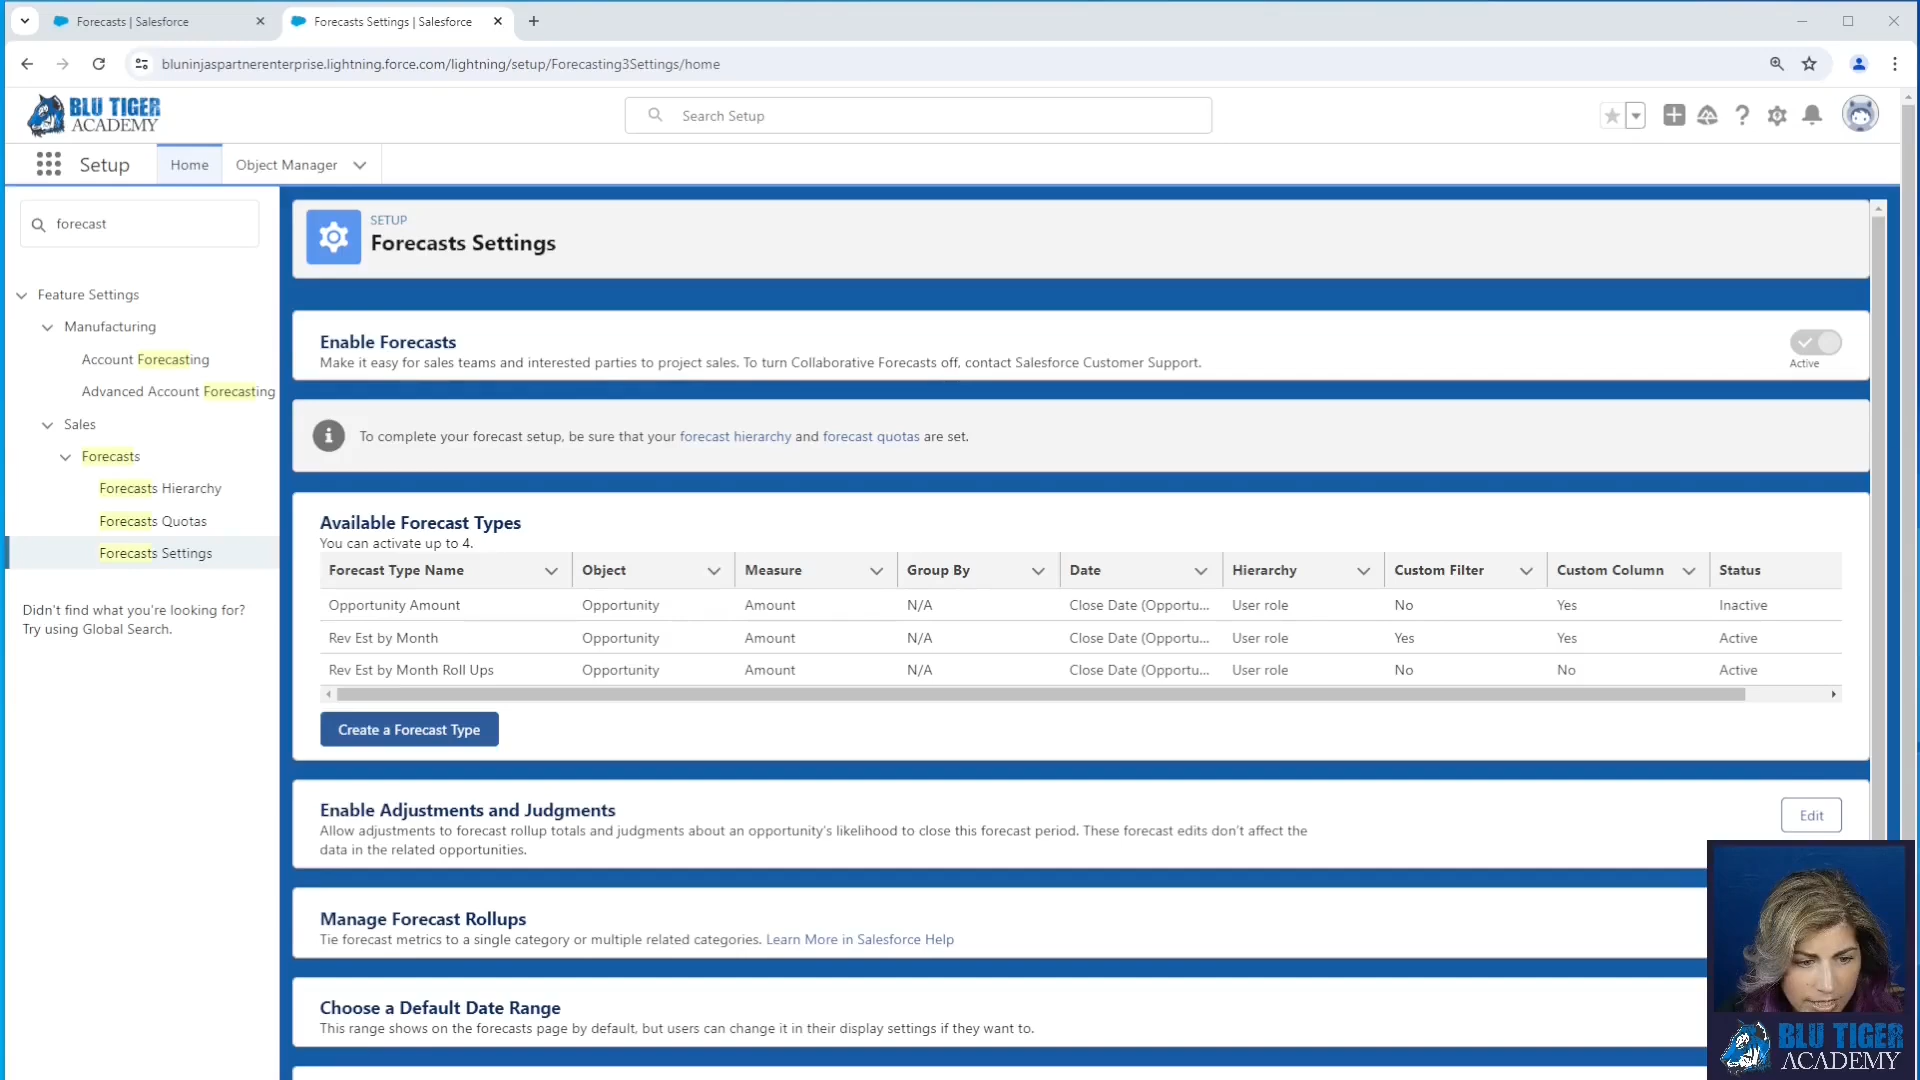 Forecasts | Salesforce
Forecasts Settings | Salesforce
bluninjaspartnerenterprise.lightning.force.com/lightning/setup/Forecasting3Settings/home
BLU TIGER
ACADEMY
Search Setup
Setup
Home
Object Manager
forecast
Feature Settings
Manufacturing
Account Forecasting
Advanced Account Forecasting
Sales
Forecasts
Forecasts Hierarchy
Forecasts Quotas
Forecasts Settings
Didn't find what you're looking for?
Try using Global Search.
SETUP
Forecasts Settings
Enable Forecasts
Make it easy for sales teams and interested parties to project sales. To turn Collaborative Forecasts off, contact Salesforce Customer Support.
Active
To complete your forecast setup, be sure that your forecast hierarchy and forecast quotas are set.
Available Forecast Types
You can activate up to 4.
Forecast Type Name Object Measure Group By Date Hierarchy Custom Filter Custom Column Status
Opportunity Amount Opportunity Amount N/A Close Date (Opportu... User role No Yes Inactive
Rev Est by Month Opportunity Amount N/A Close Date (Opportu... User role Yes Yes Active
Rev Est by Month Roll Ups Opportunity Amount N/A Close Date (Opportu... User role No No Active
Create a Forecast Type
Enable Adjustments and Judgments
Allow adjustments to forecast rollup totals and judgments about an opportunity's likelihood to close this forecast period. These forecast edits don't affect the
data in the related opportunities.
Edit
Manage Forecast Rollups
Tie forecast metrics to a single category or multiple related categories. Learn More in Salesforce Help
Choose a Default Date Range
This range shows on the forecasts page by default, but users can change it in their display settings if they want to.
BLU TIGER
ACADEMY